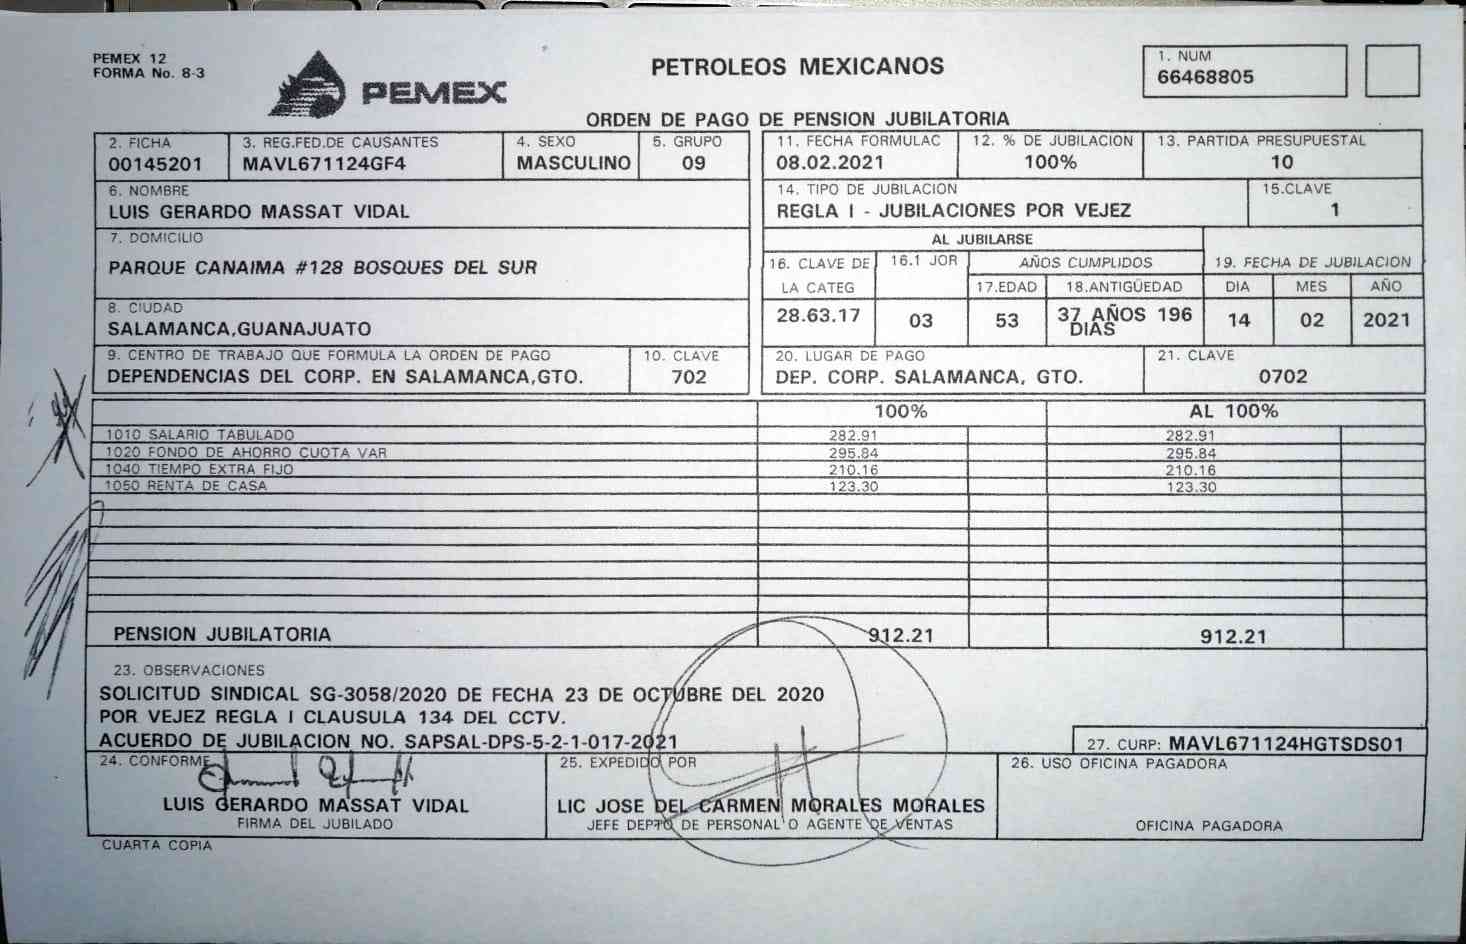 PEMEX 12
FORMA No. 8-3
PEMEX
PETROLEOS MEXICANOS
1. NUM
66468805
ORDEN DE PAGO DE PENSION JUBILATORIA
2. FICHA
00145201
3. REG.FED.DE CAUSANTES
MAVL671124GF4
4. SEXO
MASCULINO
5. GRUPO
09
11. FECHA FORMULAC
08.02.2021
12. % DE JUBILACION
100%
13. PARTIDA PRESUPUESTAL
10
6. NOMBRE
LUIS GERARDO MASSAT VIDAL
14. TIPO DE JUBILACION
REGLA I - JUBILACIONES POR VEJEZ
15.CLAVE
1
7. DOMICILIO
PARQUE CANAIMA #128 BOSQUES DEL SUR
AL JUBILARSE
16. CLAVE DE
LA CATEG
28.63.17
16.1 JOR
03
AÑOS CUMPLIDOS
17.EDAD
53
18.ANTIGÜEDAD
37 AÑOS 196
DIAS
19. FECHA DE JUBILACION
DIA MES AÑO
14 02 2021
8. CIUDAD
SALAMANCA,GUANAJUATO
9. CENTRO DE TRABAJO QUE FORMULA LA ORDEN DE PAGO
DEPENDENCIAS DEL CORP. EN SALAMANCA,GTO.
10. CLAVE
702
20. LUGAR DE PAGO
DEP. CORP. SALAMANCA, GTO.
21. CLAVE
0702
100% AL 100%
1010 SALARIO TABULADO 282.91 282.91
1020 FONDO DE AHORRO CUOTA VAR 295.84 295.84
1040 TIEMPO EXTRA FIJO 210.16 210.16
1050 RENTA DE CASA 123.30 123.30
PENSION JUBILATORIA 912.21 912.21
23. OBSERVACIONES
SOLICITUD SINDICAL SG-3058/2020 DE FECHA 23 DE OCTUBRE DEL 2020
POR VEJEZ REGLA I CLAUSULA 134 DEL CCTV.
ACUERDO DE JUBILACION NO. SAPSAL-DPS-5-2-1-017-2021
27. CURP: MAVL671124HGTSDS01
24. CONFORME
LUIS GERARDO MASSAT VIDAL
FIRMA DEL JUBILADO
25. EXPEDIDO POR
LIC JOSE DEL CARMEN MORALES MORALES
JEFE DEPTO DE PERSONAL O AGENTE DE VENTAS
26. USO OFICINA PAGADORA
OFICINA PAGADORA
CUARTA COPIA